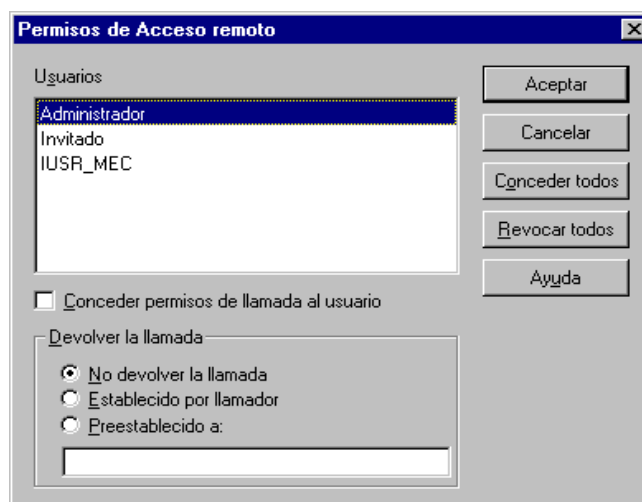 Permisos de Acceso remoto
Usuarios
Administrador
Invitado
IUSR_MEC
Aceptar
Cancelar
Conceder todos
Revocar todos
Ayuda
Conceder permisos de llamada al usuario
Devolver la llamada
No devolver la llamada
Establecido por llamador
Preestablecido a: